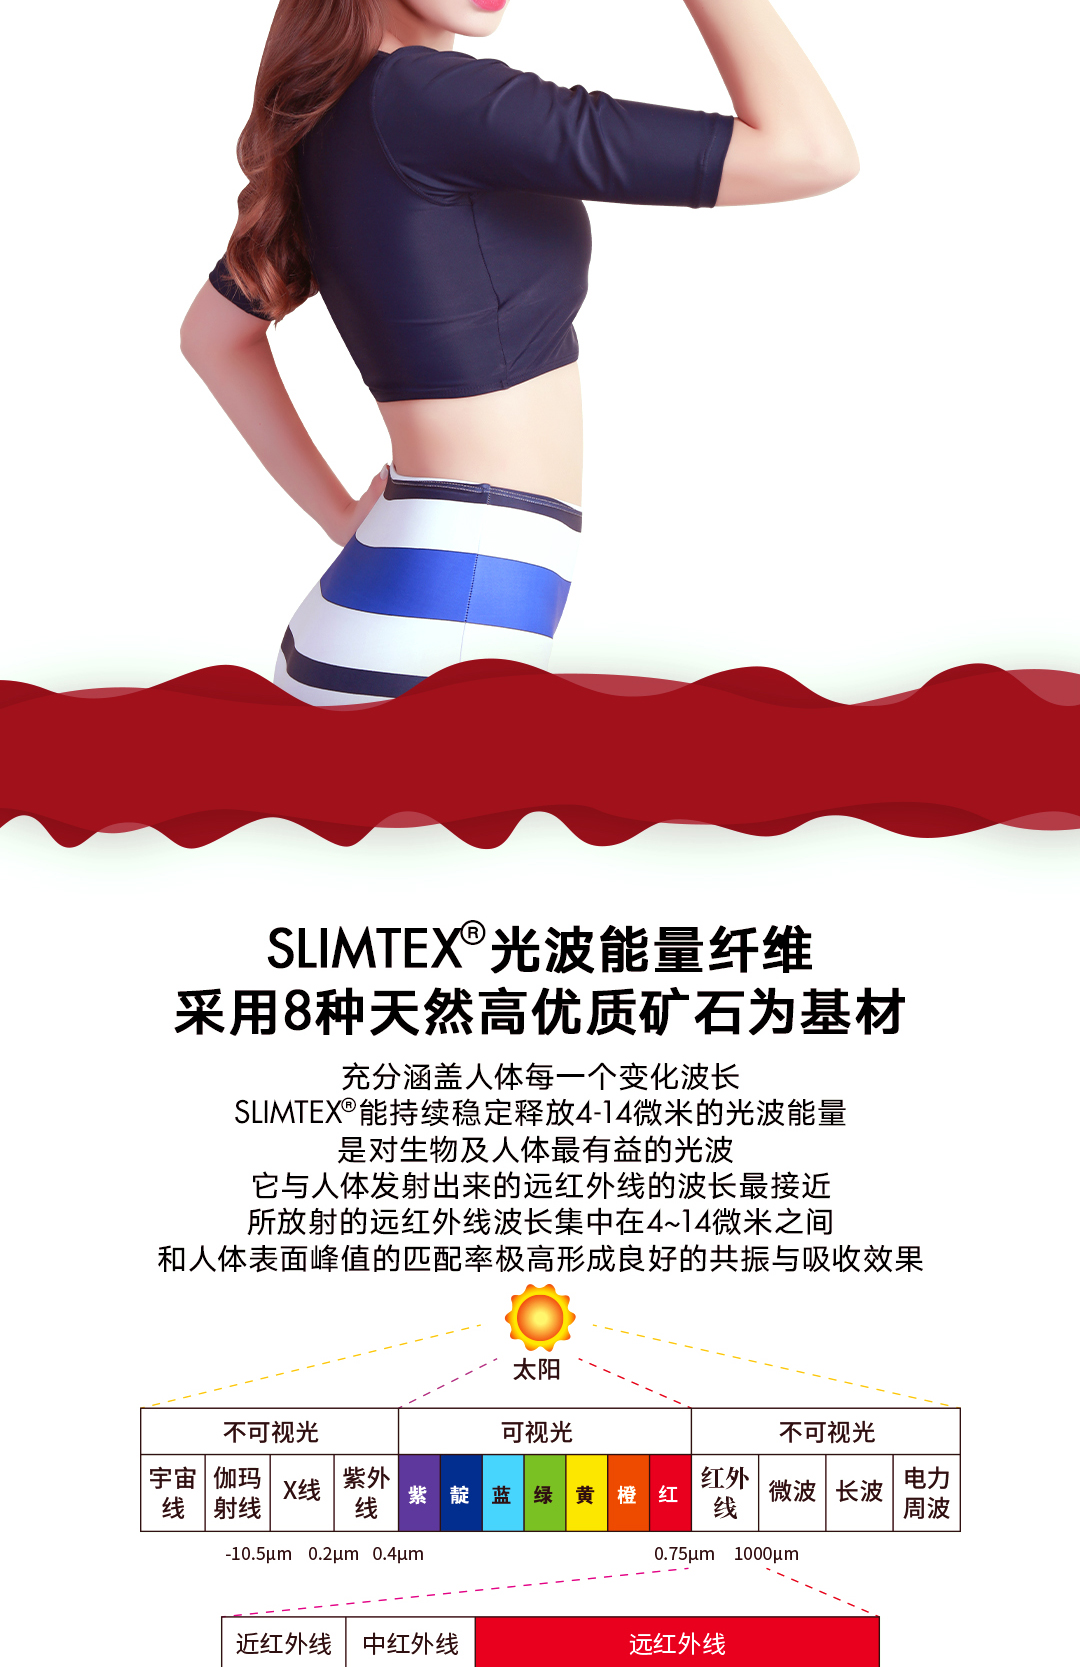 SLIMTEX®光波能量纤维
采用8种天然高优质矿石为基材
充分涵盖人体每一个变化波长
SLIMTEX®能持续稳定释放4-14微米的光波能量
是对生物及人体最有益的光波
它与人体发射出来的远红外线的波长最接近
所放射的远红外线波长集中在4~14微米之间
和人体表面峰值的匹配率极高形成良好的共振与吸收效果
太阳
不可视光 可视光 不可视光
宇宙线 伽玛射线 X线 紫外线 紫 靛 蓝 绿 黄 橙 红 红外线 微波 长波 电力周波
-10.5μm 0.2μm 0.4μm 0.75μm 1000μm
近红外线 中红外线 远红外线